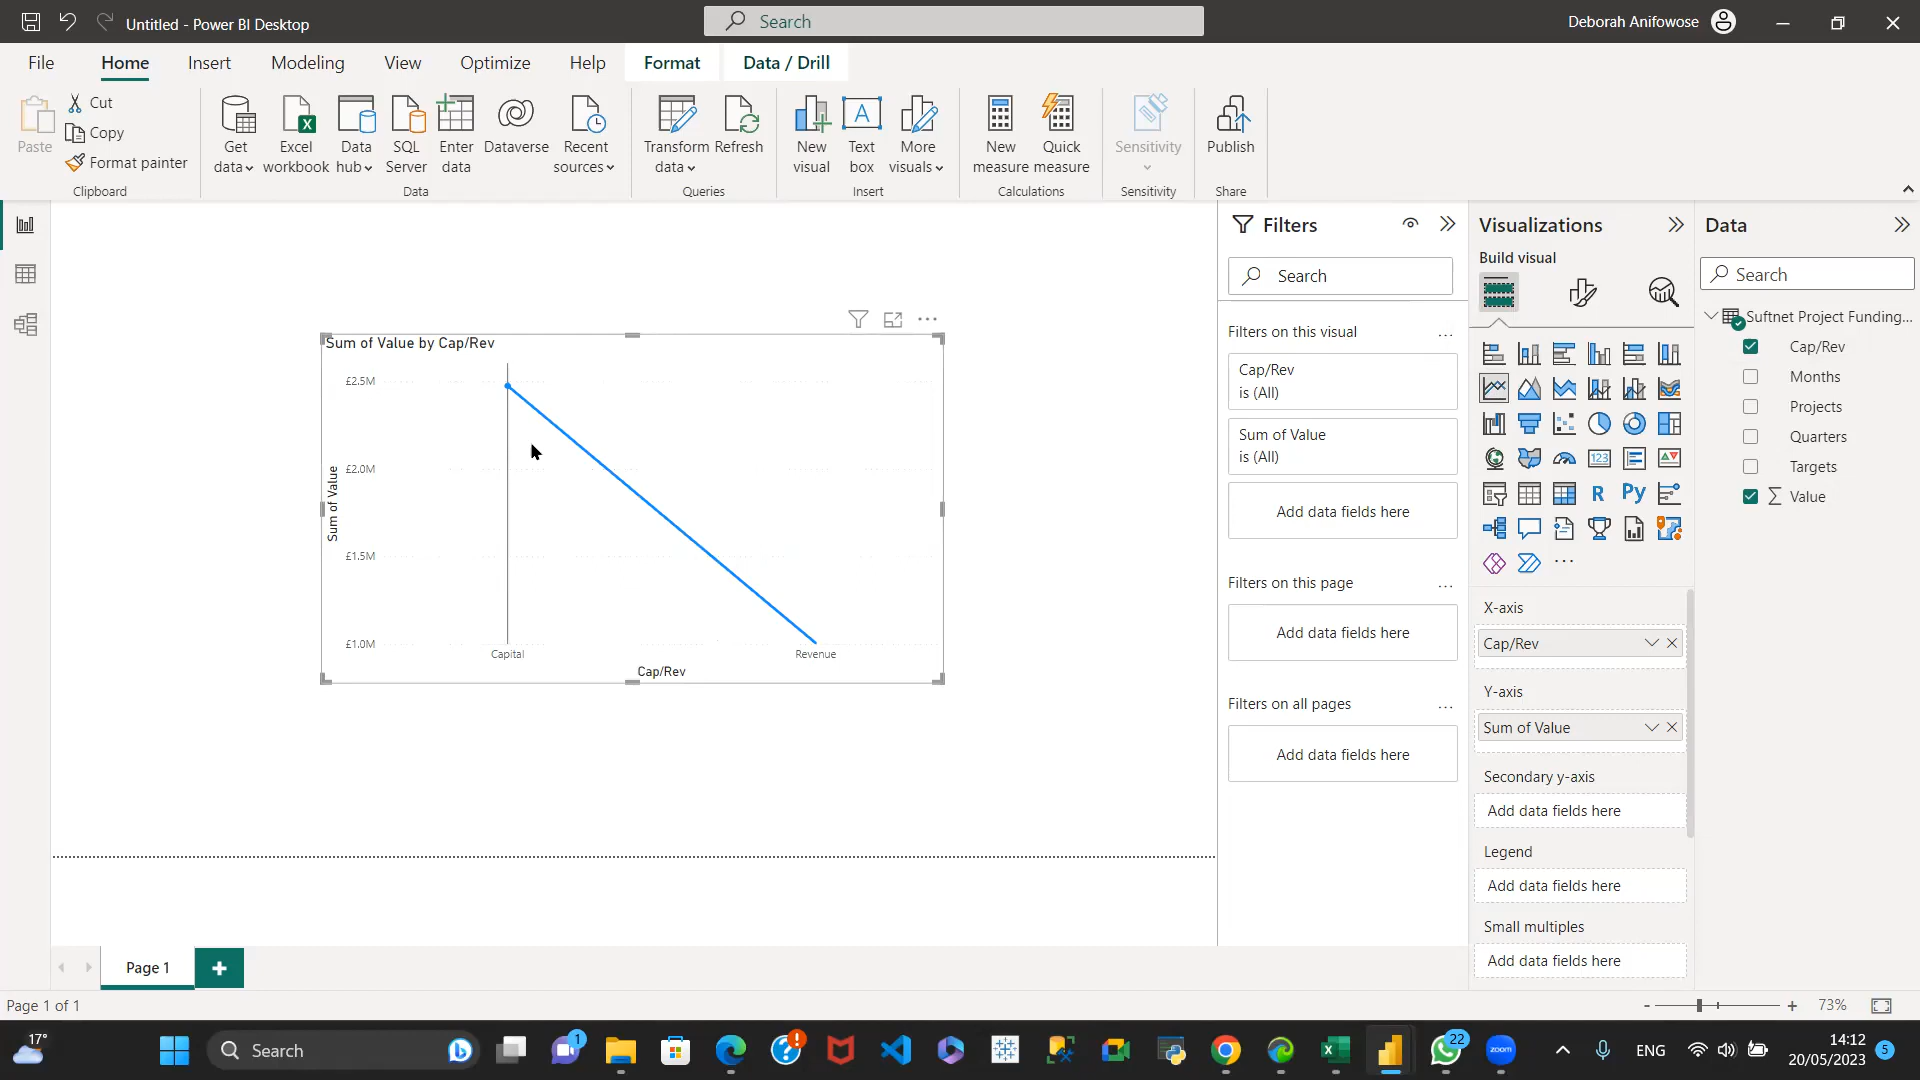 Untitled - Power BI Desktop
Search
Deborah Anifowose
File
Home
Insert
Modeling
View
Optimize
Help
Format
Data / Drill
Paste
Cut
Copy
Format painter
Clipboard
Get data
Excel workbook
Data hub
SQL Server
Enter data
Dataverse
Recent sources
Data
Transform data
Refresh
Queries
New visual
Text box
More visuals
Insert
New measure
Quick measure
Calculations
Sensitivity
Sensitivity
Publish
Share
Sum of Value by Cap/Rev
£2.5M
£2.0M
£1.5M
£1.0M
Sum of Value
Capital
Revenue
Cap/Rev
Filters
Search
Filters on this visual
Cap/Rev
is (All)
Sum of Value
is (All)
Add data fields here
Filters on this page
Add data fields here
Filters on all pages
Add data fields here
Visualizations
Build visual
123
R
Py
X-axis
Cap/Rev
Y-axis
Sum of Value
Secondary y-axis
Add data fields here
Legend
Add data fields here
Small multiples
Add data fields here
Data
Search
Suftnet Project Funding...
Cap/Rev
Months
Projects
Quarters
Targets
Value
Page 1
Page 1 of 1
73%
17°
Search
1
22
zoom
ENG
14:12
20/05/2023
5